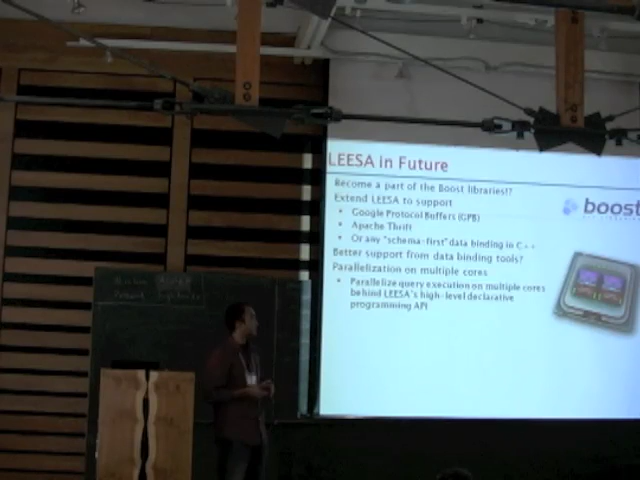 LEESA in Future
Become a part of the Boost libraries!?
boost
Extend LEESA to support
• Google Protocol Buffers (GPB)
• Apache Thrift
• Or any "schema-first" data binding in C++
Better support from data binding tools?
Parallelization on multiple cores
• Parallelize query execution on multiple cores
behind LEESA's high-level declarative
programming API